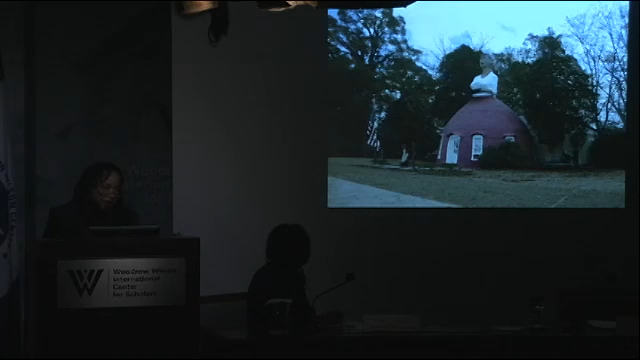 W
Woodrow Wilson
International
Center
for Scholars